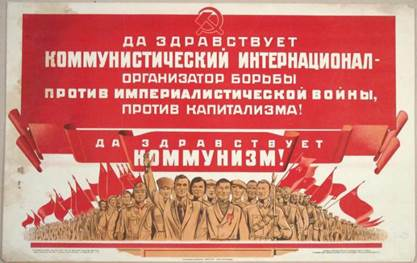 ДА ЗДРАВСТВУЕТ
КОММУНИСТИЧЕСКИЙ ИНТЕРНАЦИОНАЛ-
ОРГАНИЗАТОР БОРЬБЫ
ПРОТИВ ИМПЕРИАЛИСТИЧЕСКОЙ ВОЙНЫ,
ПРОТИВ КАПИТАЛИЗМА!
ДА ЗДРАВСТВУЕТ
КОММУНИЗМ!